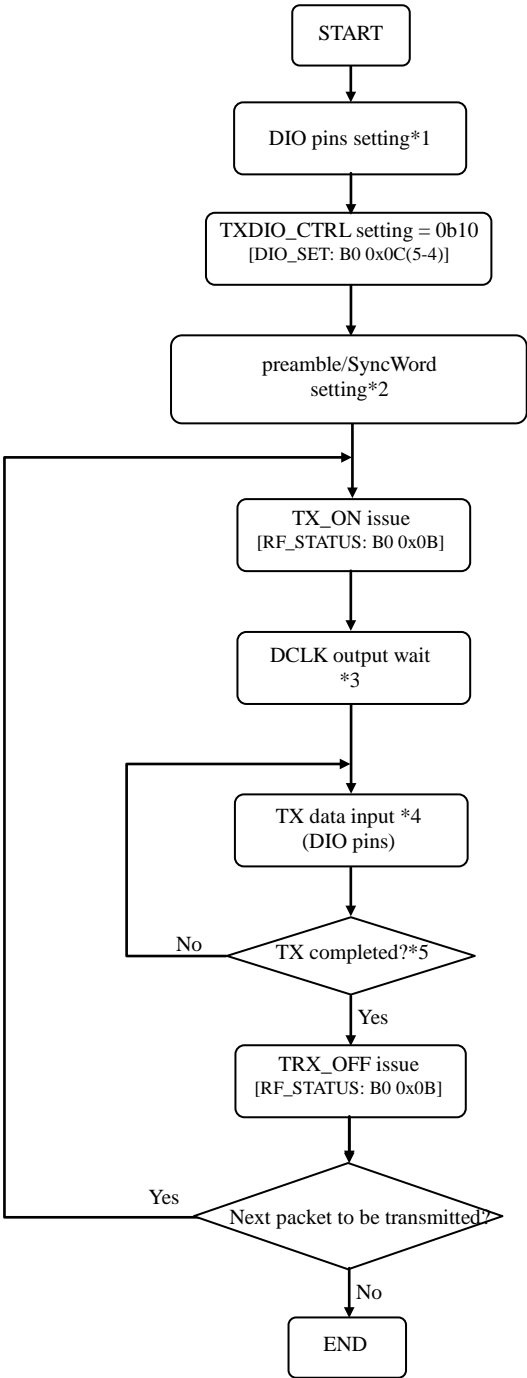 START
DIO pins setting*1
TXDIO_CTRL setting = 0b10
[DIO_SET: B0 0x0C(5-4)]
preamble/SyncWord
setting*2
TX_ON issue
[RF_STATUS: B0 0x0B]
DCLK output wait
*3
TX data input *4
(DIO pins)
No
TX completed?*5
Yes
TRX_OFF issue
[RF_STATUS: B0 0x0B]
Yes
Next packet to be transmitted?
No
END